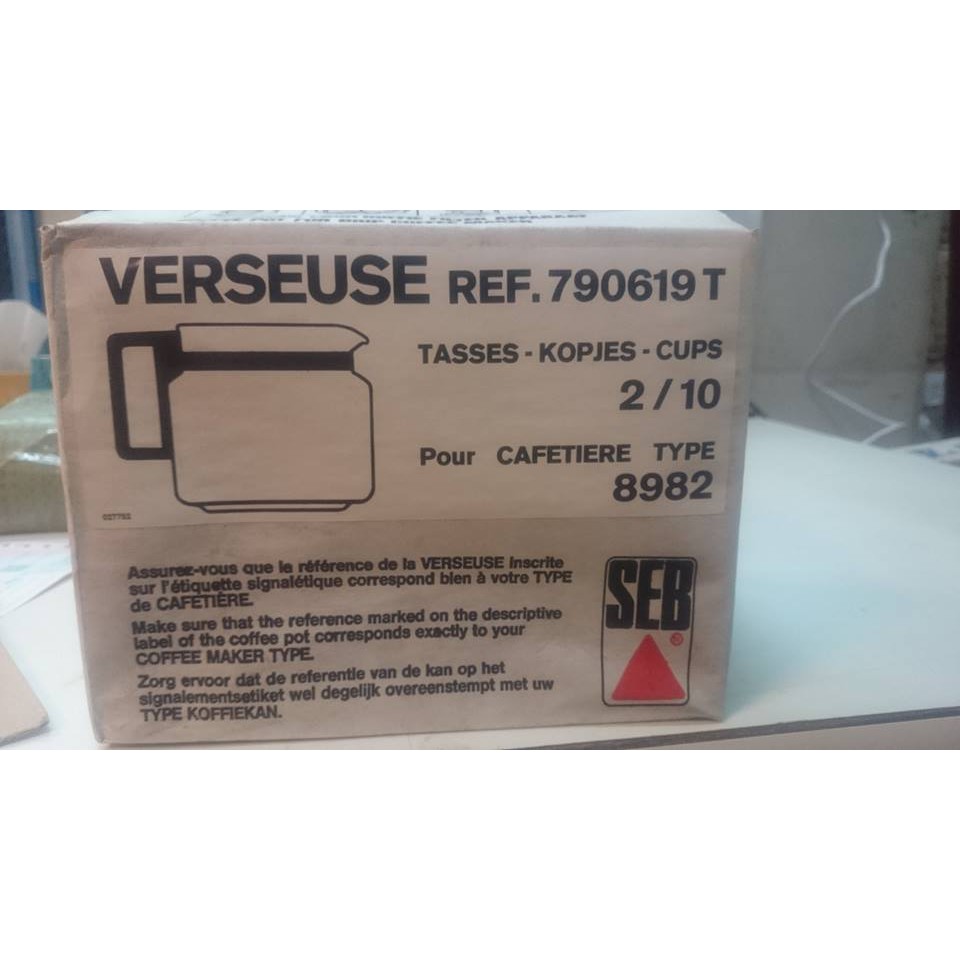 VERSEUSE REF. 790619 T
TASSES - KOPJES - CUPS
2 / 10
Pour CAFETIERE TYPE
8982
027792
Assurez-vous que le référence de la VERSEUSE inscrite
sur l'étiquette signalétique correspond bien à votre TYPE
de CAFETIÈRE.
Make sure that the reference marked on the descriptive
label of the coffee pot corresponds exactly to your
COFFEE MAKER TYPE.
Zorg ervoor dat de referentie van de kan op het
signalementsetiket wel degelijk overeenstempt met uw
TYPE KOFFIEKAN.
SEB
®